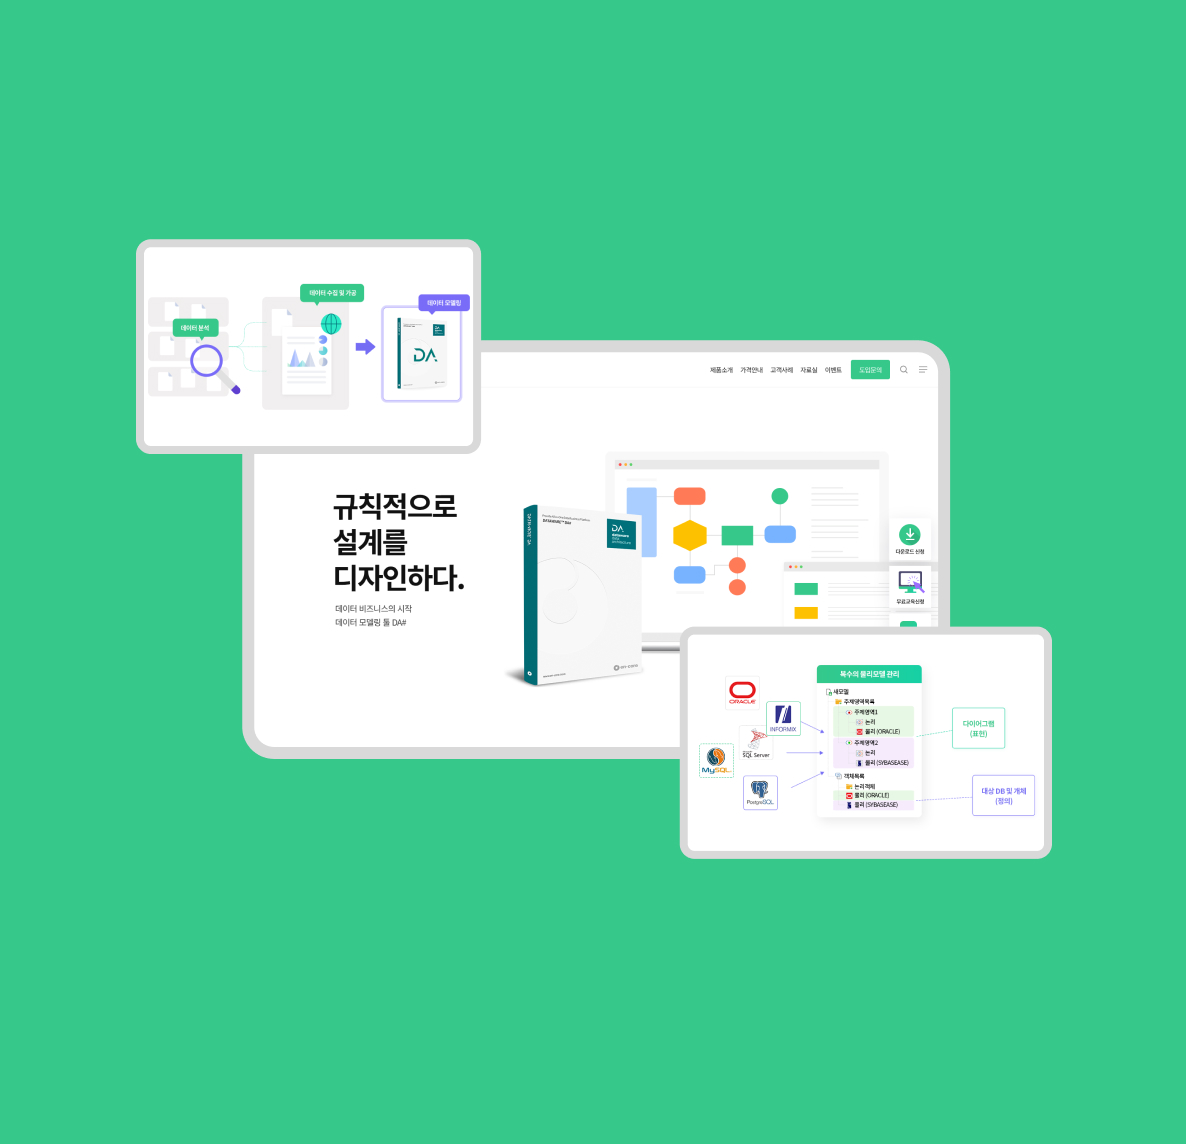 데이터 수집 및 가공
데이터 모델링
데이터 분석
DA
제품소개 가격안내 고객사례 자료실 이벤트 도입문의
규칙적으로
설계를
디자인하다.
데이터 비즈니스의 시작
데이터 모델링 툴 DA#
DA
다운로드 신청
무료교육신청
복수의 물리모델 관리
새모델
주제영역목록
주제영역1
논리
물리 (ORACLE)
주제영역2
논리
물리 (SYBASEASE)
객체목록
논리객체
물리 (ORACLE)
물리 (SYBASEASE)
ORACLE
INFORMIX
SQL Server
MySQL
PostgreSQL
다이어그램
(표현)
대상 DB 및 개체
(정의)